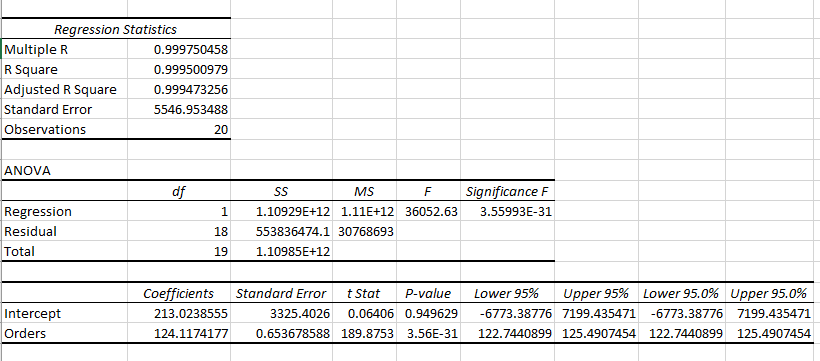 Regression Statistics
Multiple R 0.999750458
R Square 0.999500979
Adjusted R Square 0.999473256
Standard Error 5546.953488
Observations 20
ANOVA
df SS MS F Significance F
Regression 1 1.10929E+12 1.11E+12 36052.63 3.55993E-31
Residual 18 553836474.1 30768693
Total 19 1.10985E+12
Coefficients Standard Error t Stat P-value Lower 95% Upper 95% Lower 95.0% Upper 95.0%
Intercept 213.0238555 3325.4026 0.06406 0.949629 -6773.38776 7199.435471 -6773.38776 7199.435471
Orders 124.1174177 0.653678588 189.8753 3.56E-31 122.7440899 125.4907454 122.7440899 125.4907454